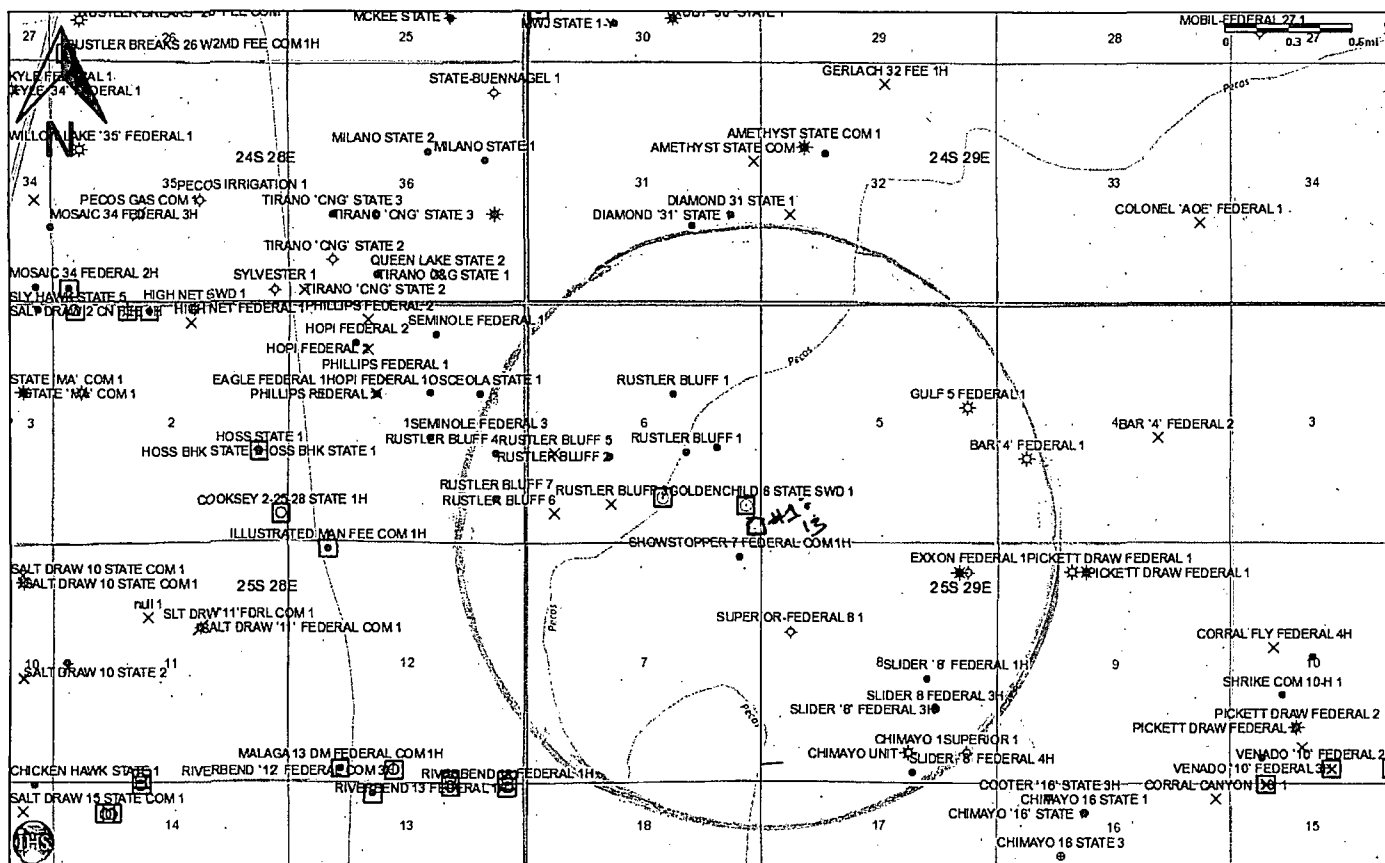 RUSTLER BREAKS "26" FEE COM
MCKEE STATE
MWJ STATE 1
MOBIL-FEDERAL 27 1
27
26
25
30
29
28
27
0 0.3 0.6mi
RUSTLER BREAKS 26 W2MD FEE COM 1H
KYLE FEDERAL 1
KYLE '34' FEDERAL 1
STATE-BUENNAGEL 1
GERLACH 32 FEE 1H
Pecos
N
WILLOW LAKE '35' FEDERAL 1
MILANO STATE 2
MILANO STATE 1
AMETHYST STATE COM 1
AMETHYST STATE COM
24S 28E
24S 29E
34
35
36
31
32
33
34
PECOS IRRIGATION 1
PECOS GAS COM 1
TIRANO 'CNG' STATE 3
TIRANO 'CNG' STATE 3
DIAMOND 31 STATE 1
DIAMOND '31' STATE
COLONEL 'AOE' FEDERAL 1
MOSAIC 34 FEDERAL 3H
TIRANO 'CNG' STATE 2
QUEEN LAKE STATE 2
MOSAIC 34 FEDERAL 2H
SYLVESTER 1
TIRANO C&G STATE 1
TIRANO 'CNG' STATE 2
SLY HAWK STATE 5
HIGH NET SWD 1
HIGH NET FEDERAL 1
PHILLIPS FEDERAL 2
SALT DRAW 2 CN FEE
HOPI FEDERAL 2
SEMINOLE FEDERAL 1
HOPI FEDERAL 2
PHILLIPS FEDERAL 1
Pecos
STATE 'MA' COM 1
STATE 'MA' COM 1
EAGLE FEDERAL 1
HOPI FEDERAL 1
OSCEOLA STATE 1
RUSTLER BLUFF 1
GULF 5 FEDERAL 1
PHILLIPS FEDERAL
3
2
1
6
5
4
3
SEMINOLE FEDERAL 3
BAR '4' FEDERAL 2
HOSS STATE 1
RUSTLER BLUFF 4
RUSTLER BLUFF 5
RUSTLER BLUFF 1
BAR '4' FEDERAL 1
HOSS BHK STATE
HOSS BHK STATE 1
RUSTLER BLUFF 2
COOKSEY 2-25-28 STATE 1H
RUSTLER BLUFF 7
RUSTLER BLUFF 6
RUSTLER BLUFF 3
GOLDENCHILD 6 STATE SWD 1
ILLUSTRATED MAN FEE COM 1H
SHOWSTOPPER 7 FEDERAL COM 1H
EXXON FEDERAL 1
PICKETT DRAW FEDERAL 1
PICKETT DRAW FEDERAL 1
SALT DRAW 10 STATE COM 1
SALT DRAW 10 STATE COM 1
25S 28E
25S 29E
null 1
SLT DRW'11'FDRL COM 1
SALT DRAW '11' FEDERAL COM 1
Pecos
SUPERIOR-FEDERAL 8 1
CORRAL FLY FEDERAL 4H
10
11
12
7
8
9
10
SALT DRAW 10 STATE 2
SLIDER '8' FEDERAL 1H
SLIDER 8 FEDERAL 3H
SLIDER '8' FEDERAL 3H
SHRIKE COM 10-H 1
PICKETT DRAW FEDERAL 2
PICKETT DRAW FEDERAL
Pecos
MALAGA 13 DM FEDERAL COM 1H
CHIMAYO 1
SUPERIOR 1
CHIMAYO UNIT
VENADO '10' FEDERAL 2
SLIDER '8' FEDERAL 4H
VENADO '10' FEDERAL 3
CHICKEN HAWK STATE 1
RIVERBEND '12' FEDERAL COM 3
RIVERBEND 13 FEDERAL 1
COOTER '16' STATE 3H
CORRAL CANYON
SALT DRAW 15 STATE COM 1
CHIMAYO 16 STATE 1
CHIMAYO '16' STATE
14
13
18
17
16
15
CHIMAYO 16 STATE 3
IHS